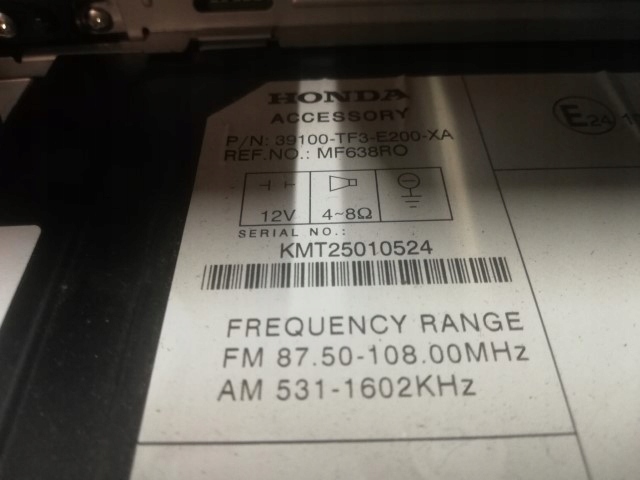 HONDA
ACCESSORY
P/N: 39100-TF3-E200-XA
REF.NO.: MF638RO
12V 4~8Ω
SERIAL NO.:
KMT25010524
FREQUENCY RANGE
FM 87.50-108.00MHz
AM 531-1602KHz
E24